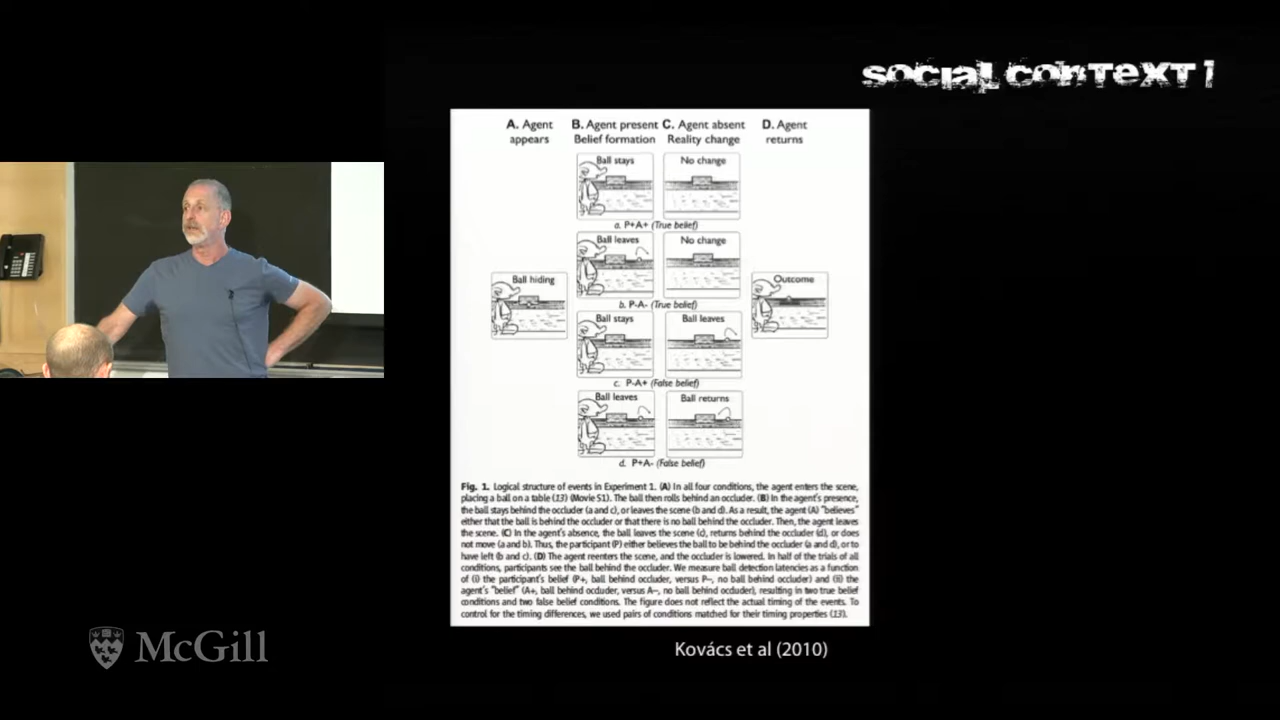 SOCIAL CONTEXT 1
A. Agent appears
B. Agent present Belief formation
C. Agent absent Reality change
D. Agent returns
Ball stays
No change
a. P+A+ (True belief)
Ball leaves
No change
b. P-A- (True belief)
Ball hiding
Outcome
Ball stays
Ball leaves
c. P-A+ (False belief)
Ball leaves
Ball returns
d. P+A- (False belief)
Fig. 1. Logical structure of events in Experiment 1. (A) In all four conditions, the agent enters the scene,
placing a ball on a table (13) (Movie S1). The ball then rolls behind an occluder. (B) In the agent's presence,
the ball stays behind the occluder (a and c), or leaves the scene (b and d). As a result, the agent (A) "believes"
either that the ball is behind the occluder or that there is no ball behind the occluder. Then, the agent leaves
the scene. (C) In the agent's absence, the ball leaves the scene (c), returns behind the occluder (d), or does
not move (a and b). Thus, the participant (P) either believes the ball to be behind the occluder (a and d), or to
have left (b and c). (D) The agent reenters the scene, and the occluder is lowered. In half of the trials of all
conditions, participants see the ball behind the occluder. We measure ball detection latencies as a function
of (i) the participant's belief (P+, ball behind occluder, versus P–, no ball behind occluder) and (ii) the
agent's "belief" (A+, ball behind occluder, versus A–, no ball behind occluder), resulting in two true belief
conditions and two false belief conditions. The figure does not reflect the actual timing of the events. To
control for the timing differences, we used pairs of conditions matched for their timing properties (13).
Kovács et al (2010)
McGill